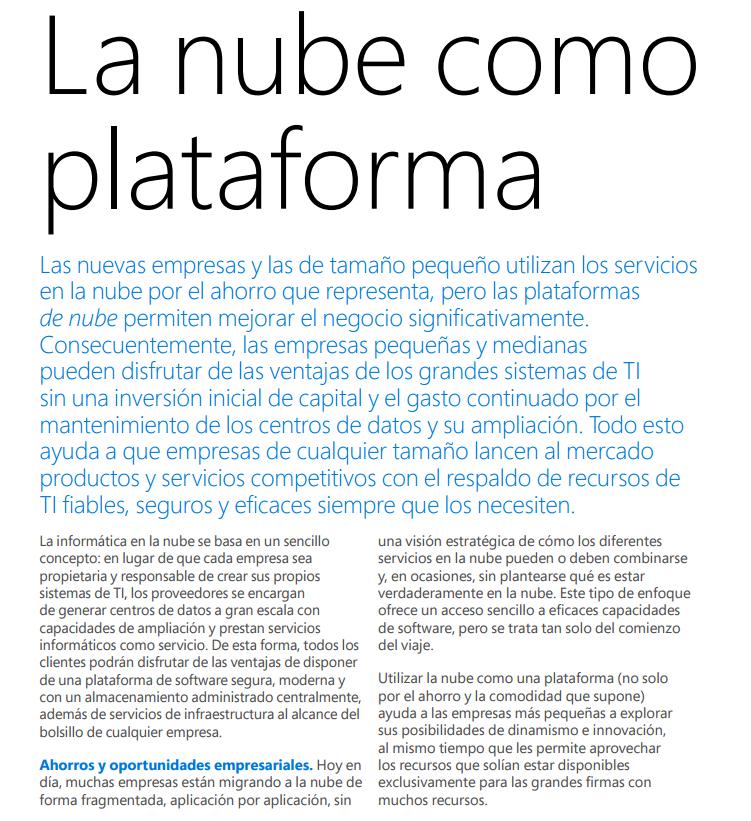 La nube como
plataforma
Las nuevas empresas y las de tamaño pequeño utilizan los servicios
en la nube por el ahorro que representa, pero las plataformas
de nube permiten mejorar el negocio significativamente.
Consecuentemente, las empresas pequeñas y medianas
pueden disfrutar de las ventajas de los grandes sistemas de TI
sin una inversión inicial de capital y el gasto continuado por el
mantenimiento de los centros de datos y su ampliación. Todo esto
ayuda a que empresas de cualquier tamaño lancen al mercado
productos y servicios competitivos con el respaldo de recursos de
TI fiables, seguros y eficaces siempre que los necesiten.
La informática en la nube se basa en un sencillo
concepto: en lugar de que cada empresa sea
propietaria y responsable de crear sus propios
sistemas de TI, los proveedores se encargan
de generar centros de datos a gran escala con
capacidades de ampliación y prestan servicios
informáticos como servicio. De esta forma, todos los
clientes podrán disfrutar de las ventajas de disponer
de una plataforma de software segura, moderna y
con un almacenamiento administrado centralmente,
además de servicios de infraestructura al alcance del
bolsillo de cualquier empresa.
Ahorros y oportunidades empresariales. Hoy en
día, muchas empresas están migrando a la nube de
forma fragmentada, aplicación por aplicación, sin
una visión estratégica de cómo los diferentes
servicios en la nube pueden o deben combinarse
y, en ocasiones, sin plantearse qué es estar
verdaderamente en la nube. Este tipo de enfoque
ofrece un acceso sencillo a eficaces capacidades
de software, pero se trata tan solo del comienzo
del viaje.
Utilizar la nube como una plataforma (no solo
por el ahorro y la comodidad que supone)
ayuda a las empresas más pequeñas a explorar
sus posibilidades de dinamismo e innovación,
al mismo tiempo que les permite aprovechar
los recursos que solían estar disponibles
exclusivamente para las grandes firmas con
muchos recursos.